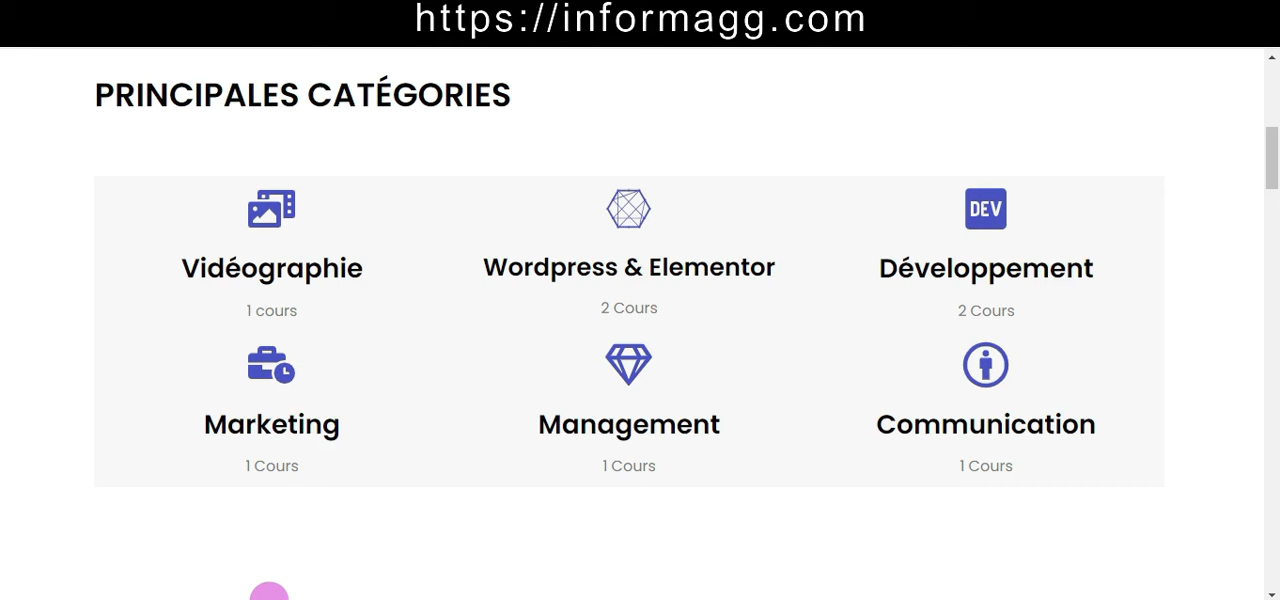 https://informagg.com
PRINCIPALES CATÉGORIES
DEV
Vidéographie
Wordpress & Elementor
Développement
1 cours
2 Cours
2 Cours
Marketing
Management
Communication
1 Cours
1 Cours
1 Cours